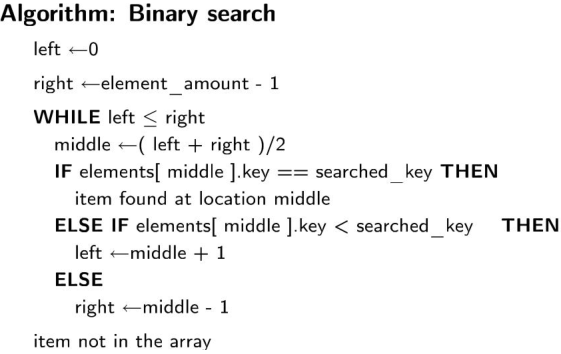 Algorithm: Binary search
left ←0
right ←element_amount - 1
WHILE left ≤ right
middle ←( left + right )/2
IF elements[ middle ].key == searched_key THEN
item found at location middle
ELSE IF elements[ middle ].key < searched_key THEN
left ←middle + 1
ELSE
right ←middle - 1
item not in the array